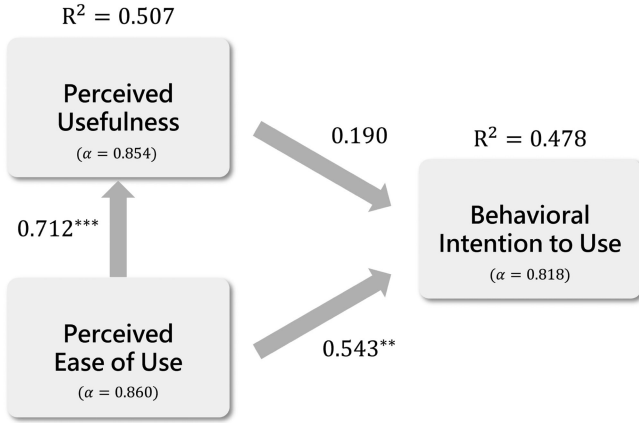 R² = 0.507
Perceived
Usefulness
(α = 0.854)
0.190
R² = 0.478
0.712***
Behavioral
Intention to Use
(α = 0.818)
Perceived
Ease of Use
(α = 0.860)
0.543**